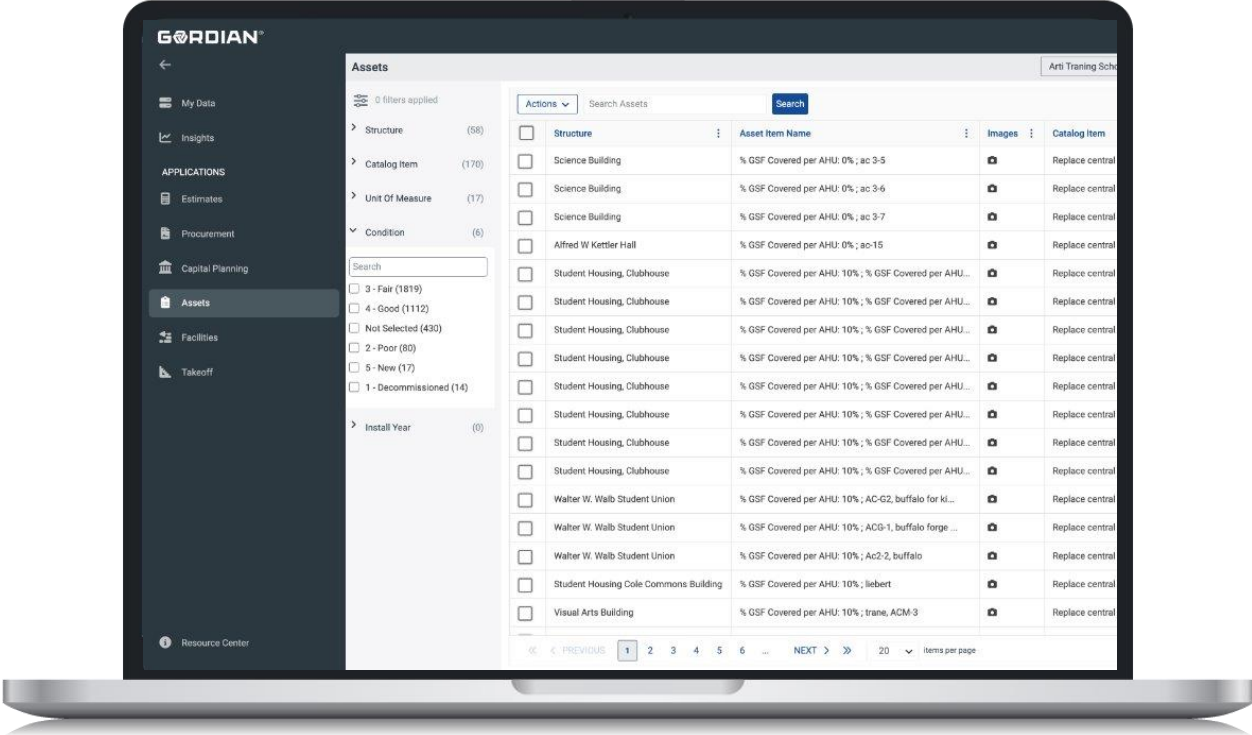 GORDIAN®
Assets
Arti Traning Scho
My Data
Insights
APPLICATIONS
Estimates
Procurement
Capital Planning
Assets
Facilities
Takeoff
Resource Center
0 filters applied
Structure (58)
Catalog Item (170)
Unit Of Measure (17)
Condition (6)
Search
3 - Fair (1819)
4 - Good (1112)
Not Selected (430)
2 - Poor (80)
5 - New (17)
1 - Decommissioned (14)
Install Year (0)
Actions Search Assets Search
Structure Asset Item Name Images Catalog Item
Science Building % GSF Covered per AHU: 0% ; ac 3-5 Replace central
Science Building % GSF Covered per AHU: 0% ; ac 3-6 Replace central
Science Building % GSF Covered per AHU: 0% ; ac 3-7 Replace central
Alfred W Kettler Hall % GSF Covered per AHU: 0% ; ac-15 Replace central
Student Housing, Clubhouse % GSF Covered per AHU: 10% ; % GSF Covered per AHU... Replace central
Student Housing, Clubhouse % GSF Covered per AHU: 10% ; % GSF Covered per AHU... Replace central
Student Housing, Clubhouse % GSF Covered per AHU: 10% ; % GSF Covered per AHU... Replace central
Student Housing, Clubhouse % GSF Covered per AHU: 10% ; % GSF Covered per AHU... Replace central
Student Housing, Clubhouse % GSF Covered per AHU: 10% ; % GSF Covered per AHU... Replace central
Student Housing, Clubhouse % GSF Covered per AHU: 10% ; % GSF Covered per AHU... Replace central
Student Housing, Clubhouse % GSF Covered per AHU: 10% ; % GSF Covered per AHU... Replace central
Student Housing, Clubhouse % GSF Covered per AHU: 10% ; % GSF Covered per AHU... Replace central
Walter W. Walb Student Union % GSF Covered per AHU: 10% ; AC-G2, buffalo for ki... Replace central
Walter W. Walb Student Union % GSF Covered per AHU: 10% ; ACG-1, buffalo forge ... Replace central
Walter W. Walb Student Union % GSF Covered per AHU: 10% ; Ac2-2, buffalo Replace central
Student Housing Cole Commons Building % GSF Covered per AHU: 10% ; liebert Replace central
Visual Arts Building % GSF Covered per AHU: 10% ; trane, ACM-3 Replace central
PREVIOUS 1 2 3 4 5 6 ... NEXT 20 items per page